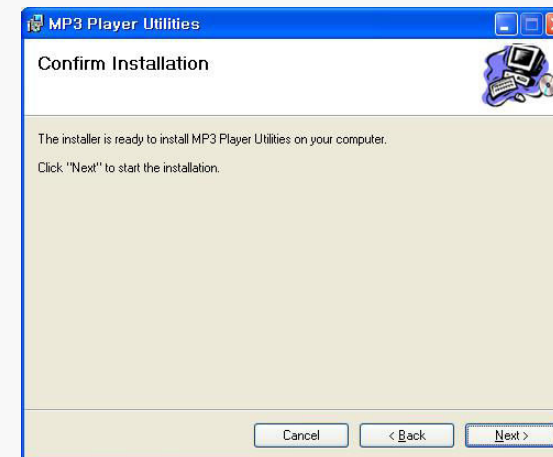 MP3 Player Utilities
Confirm Installation
The installer is ready to install MP3 Player Utilities on your computer.
Click "Next" to start the installation.
Cancel
< Back
Next >